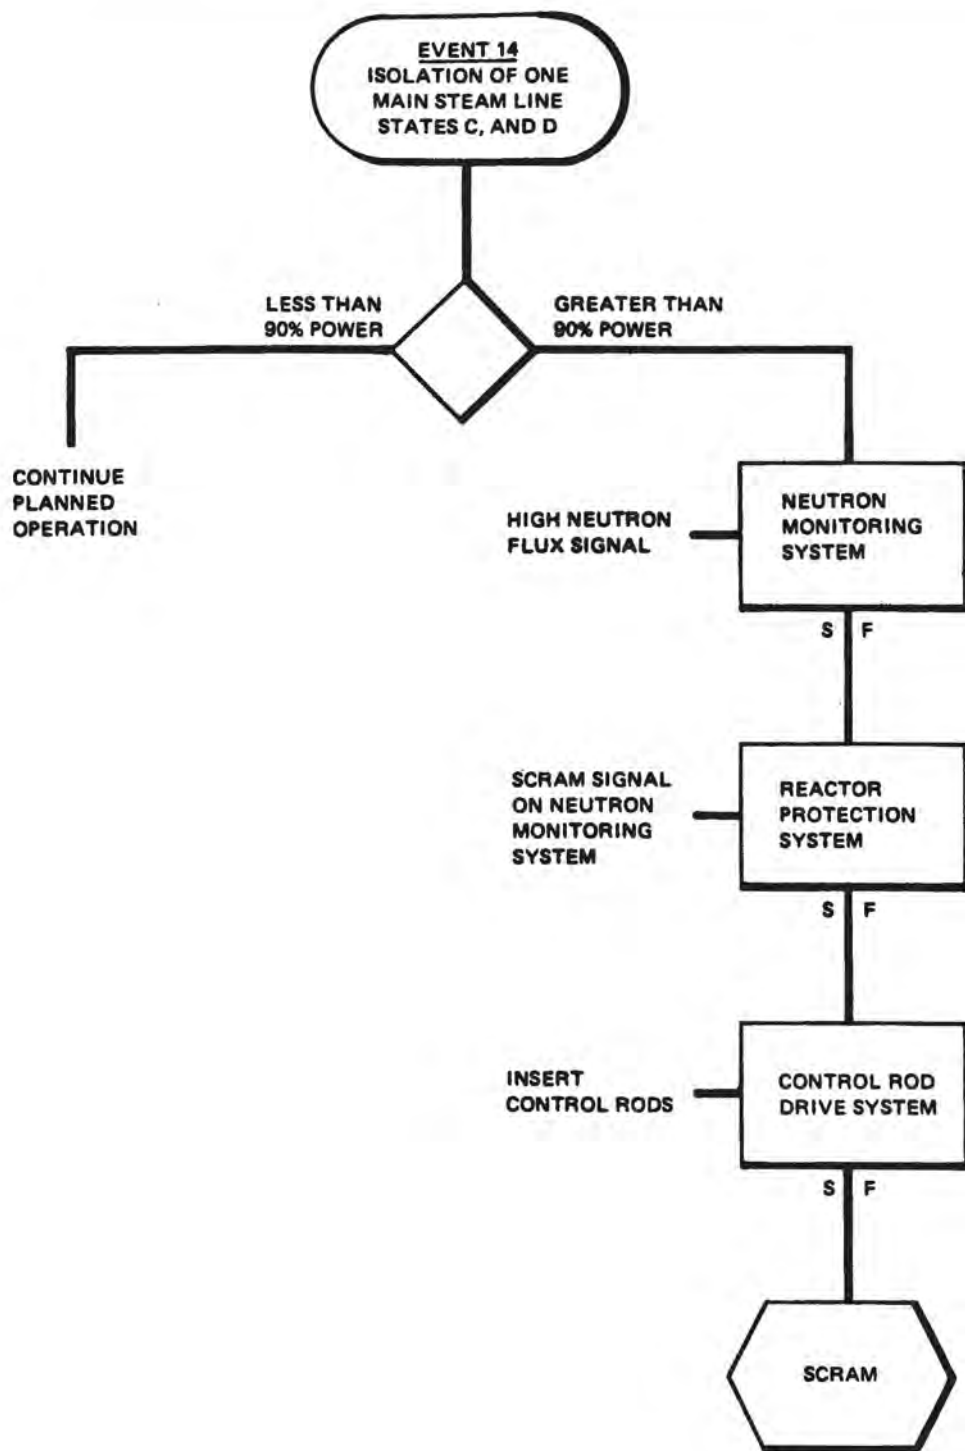 EVENT 14
ISOLATION OF ONE
MAIN STEAM LINE
STATES C, AND D
LESS THAN
90% POWER
GREATER THAN
90% POWER
CONTINUE
PLANNED
OPERATION
HIGH NEUTRON
FLUX SIGNAL
NEUTRON
MONITORING
SYSTEM
S F
SCRAM SIGNAL
ON NEUTRON
MONITORING
SYSTEM
REACTOR
PROTECTION
SYSTEM
S F
INSERT
CONTROL RODS
CONTROL ROD
DRIVE SYSTEM
S F
SCRAM